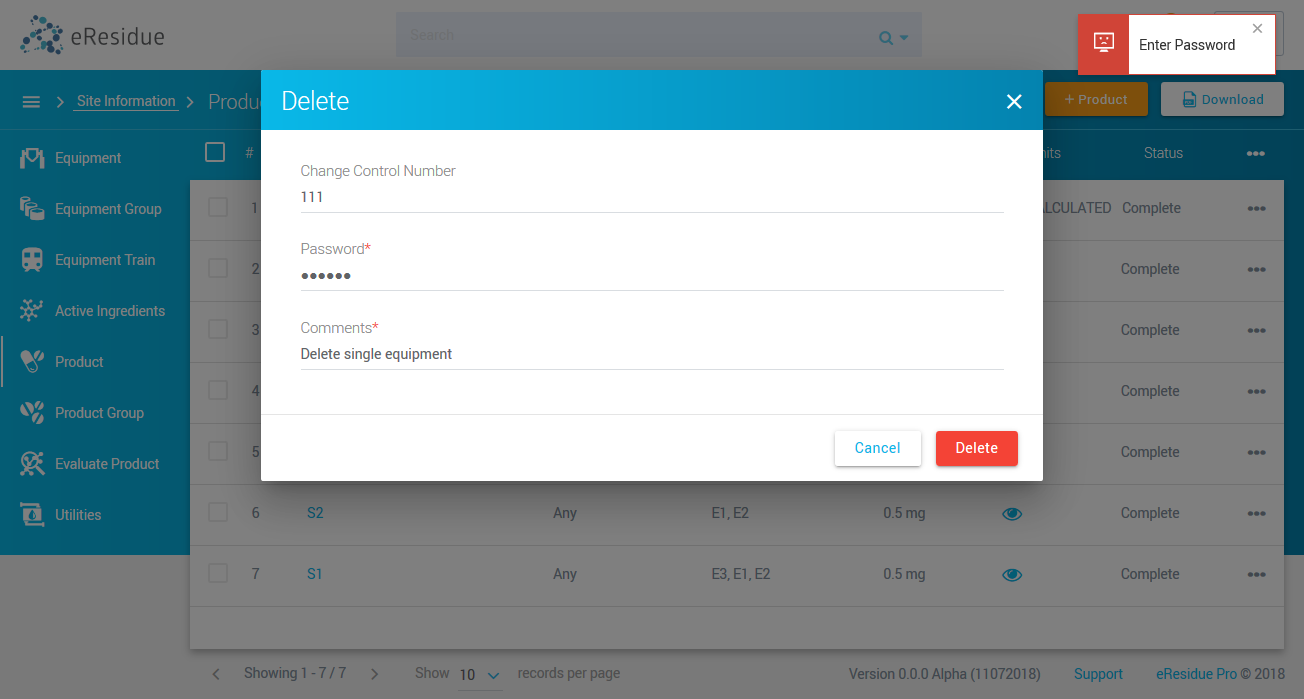 eResidue
Search
Enter Password
Site Information
Delete
+ Product
Download
Equipment
#
Status
Equipment Group
1
Change Control Number
111
Complete
Equipment Train
2
Password*
••••••
Complete
Active Ingredients
3
Comments*
Delete single equipment
Complete
Product
4
Complete
Product Group
5
Cancel
Delete
Complete
Evaluate Product
Utilities
6 S2 Any E1, E2 0.5 mg Complete
7 S1 Any E3, E1, E2 0.5 mg Complete
Showing 1 - 7 / 7
Show 10 records per page
Version 0.0.0 Alpha (11072018)
Support
eResidue Pro © 2018